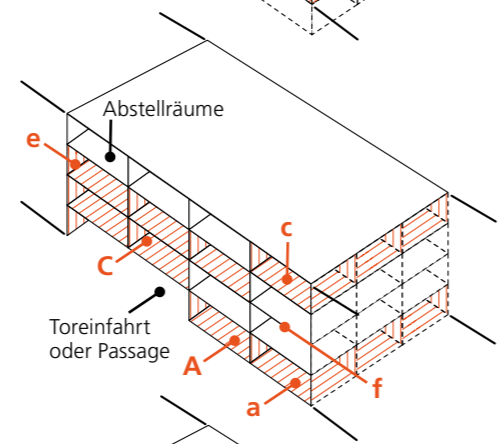 Abstellräume
e
c
C
Toreinfahrt
oder Passage
A
f
a